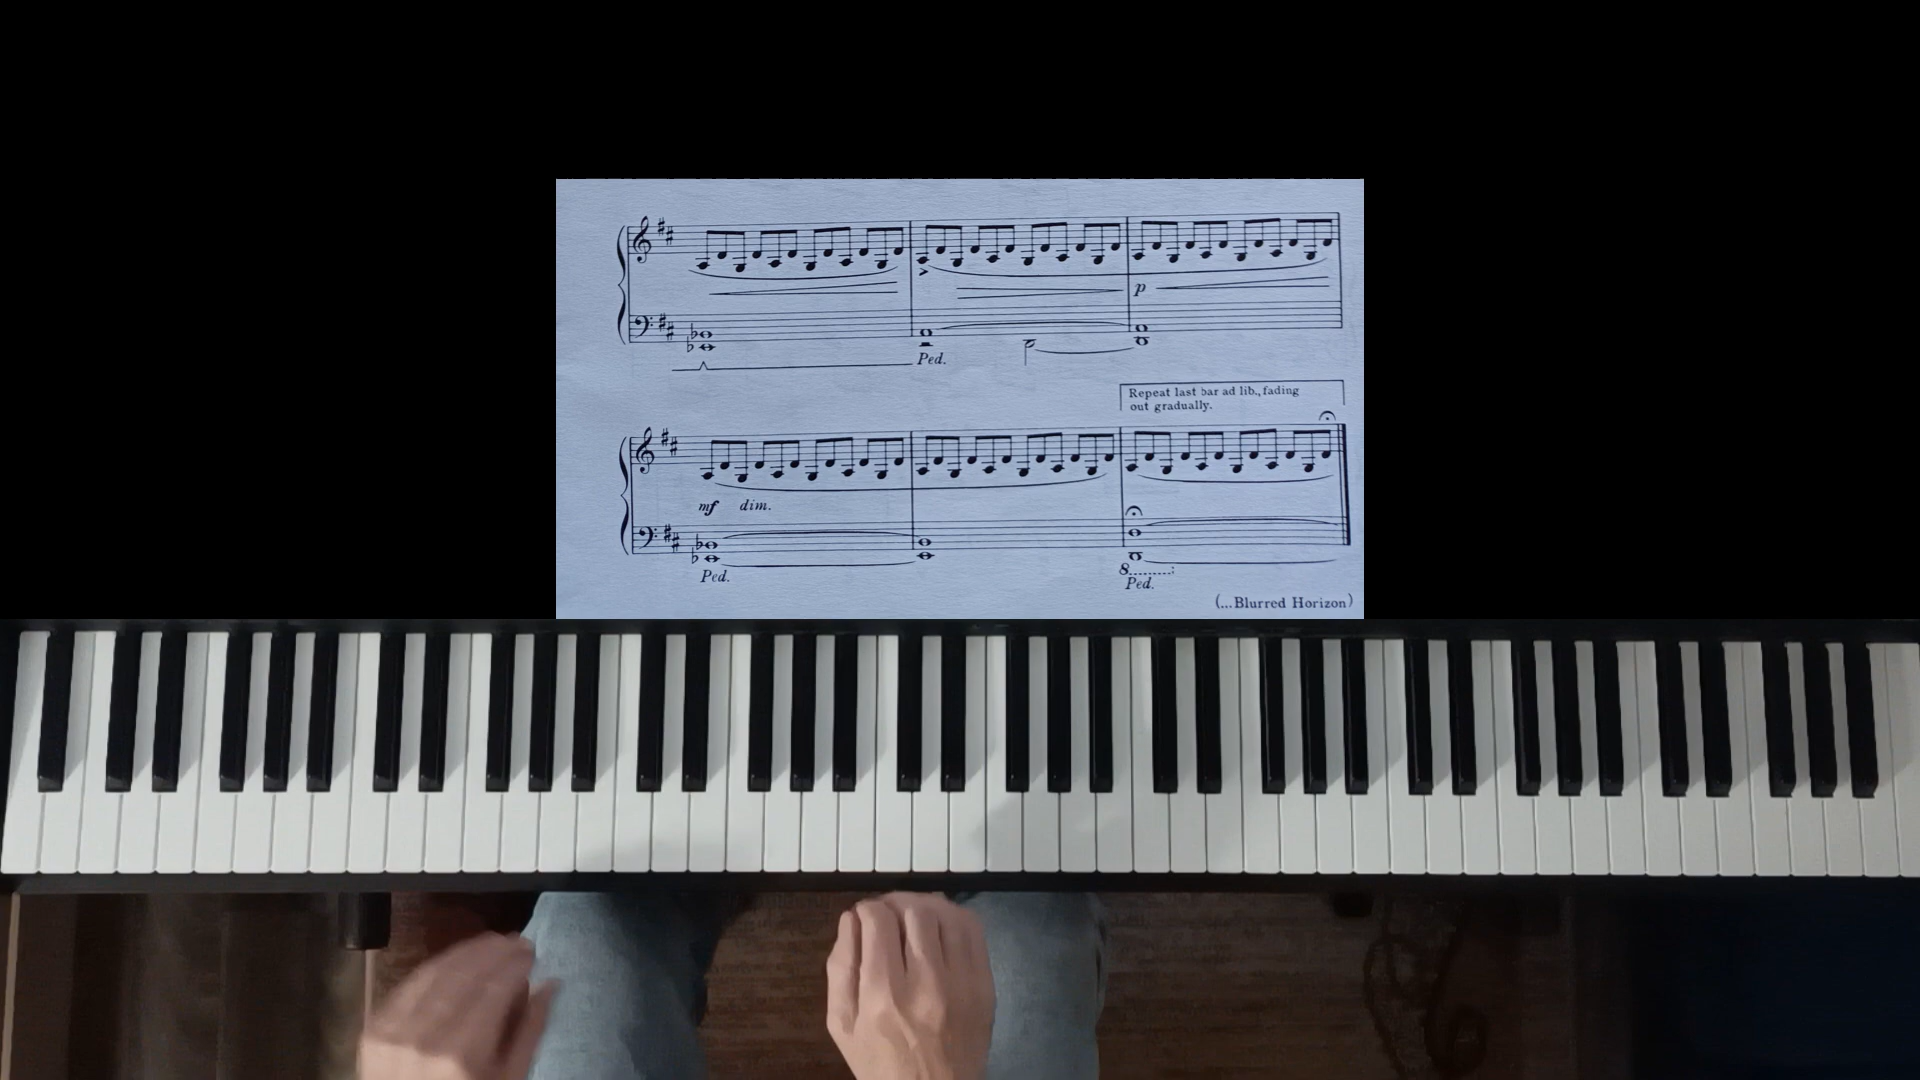 p
Ped.
Repeat last bar ad lib., fading
out gradually.
mf dim.
Ped.
8
Ped.
(...Blurred Horizon)